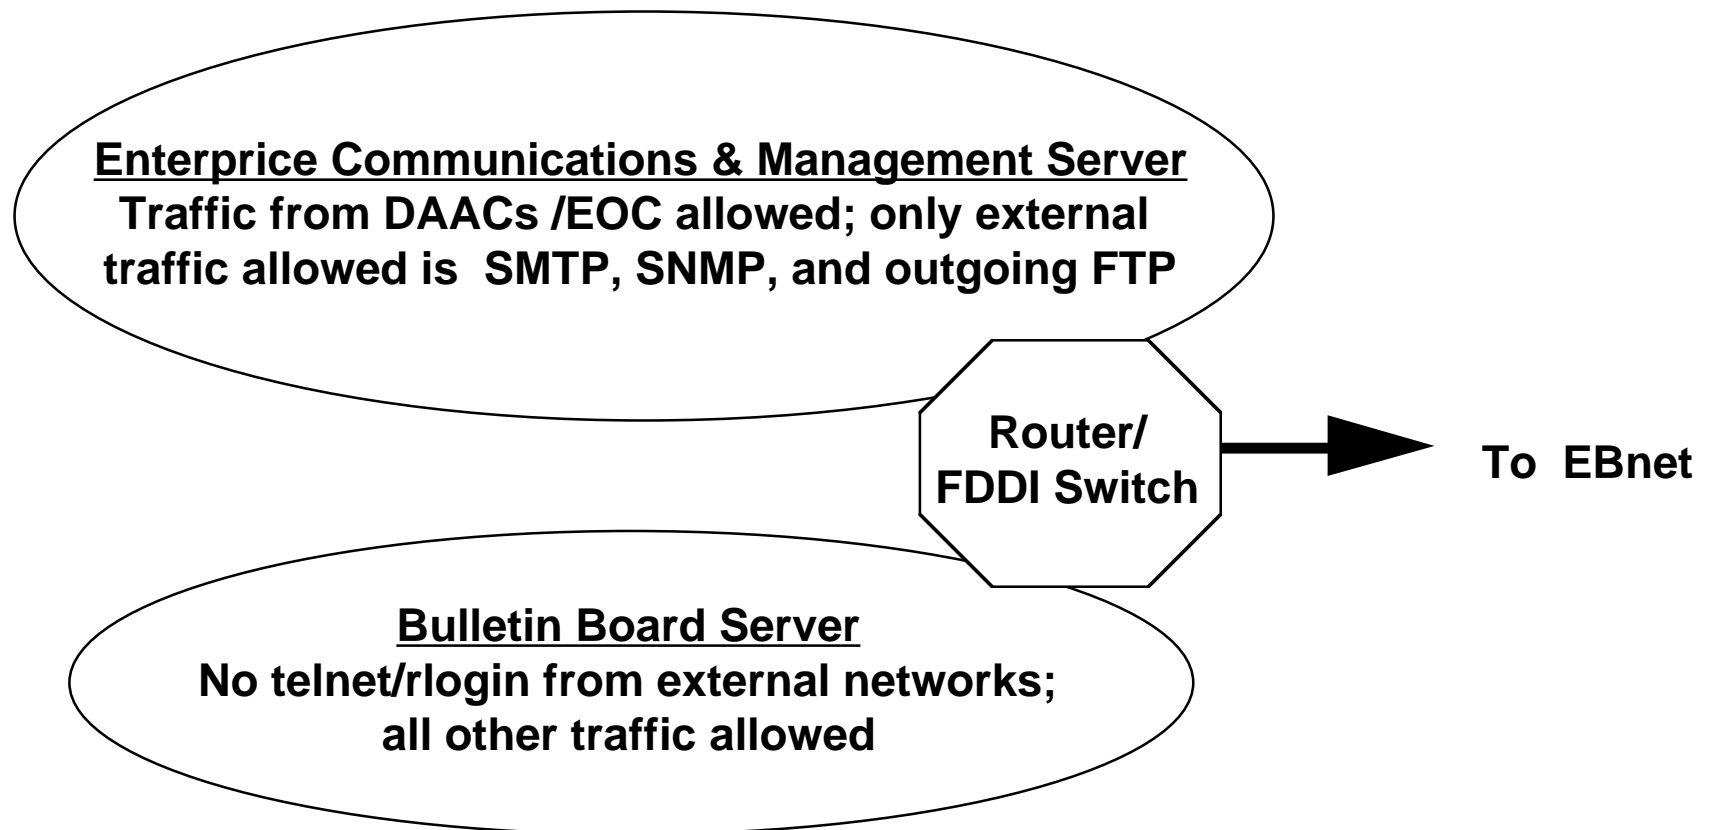 Enterprice Communications & Management Server
Traffic from DAACs /EOC allowed; only external
traffic allowed is  SMTP, SNMP, and outgoing FTP
Router/
FDDI Switch
To  EBnet
Bulletin Board Server
No telnet/rlogin from external networks;
all other traffic allowed